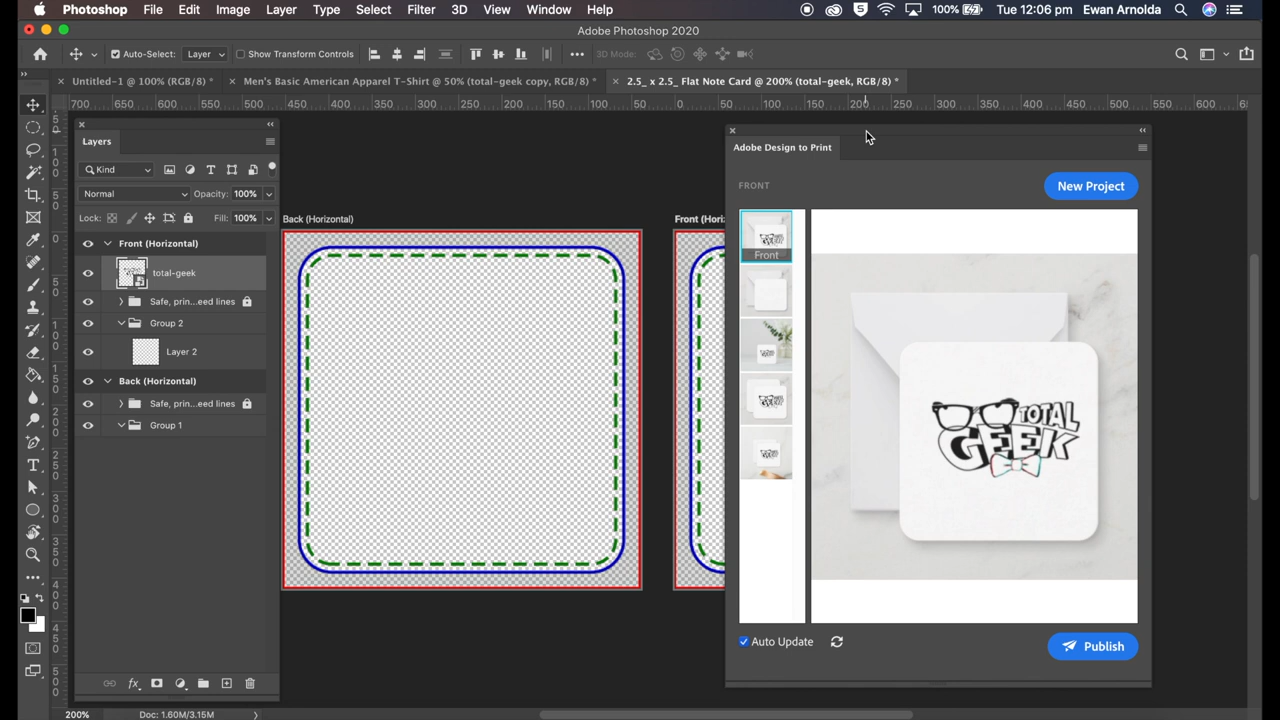 Photoshop File Edit Image Layer Type Select Filter 3D View Window Help 100% Tue 12:06 pm Ewan Arnolda
Adobe Photoshop 2020
Auto-Select: Layer Show Transform Controls 3D Mode:
Untitled-1 @ 100% (RGB/8) * Men's Basic American Apparel T-Shirt @ 50% (total-geek copy, RGB/8) * 2.5_ x 2.5_ Flat Note Card @ 200% (total-geek, RGB/8) *
700 650 600 550 500 450 400 350 300 250 200 150 100 50 0 50 100 150 200 250 300 350 400 450 500 550 600
Layers
Kind
Normal Opacity: 100%
Lock: Fill: 100%
Front (Horizontal)
total-geek
Safe, prin...eed lines
Group 2
Layer 2
Back (Horizontal)
Safe, prin...eed lines
Group 1
Back (Horizontal)
Front (Hori
Adobe Design to Print
FRONT
New Project
Front
TOTAL
GEEK
Auto Update
Publish
200% Doc: 1.60M/3.15M